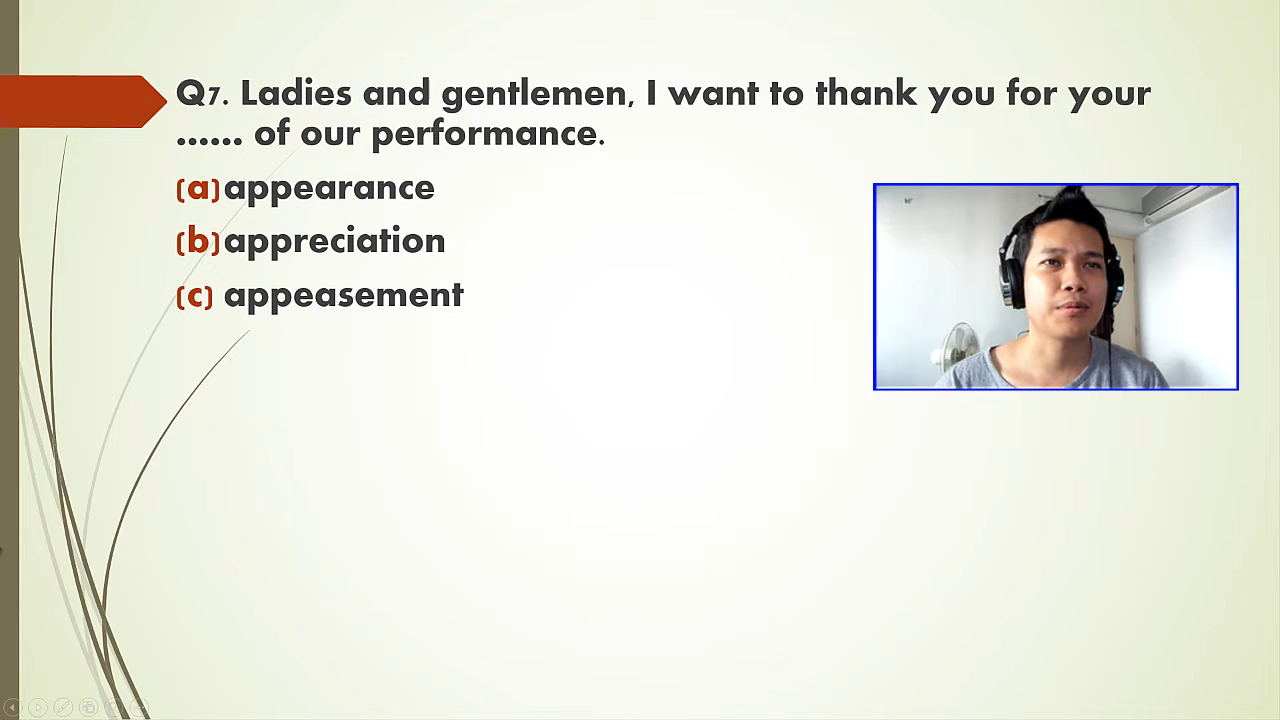 Q7. Ladies and gentlemen, I want to thank you for your
...... of our performance.
(a) appearance
(b) appreciation
(c) appeasement